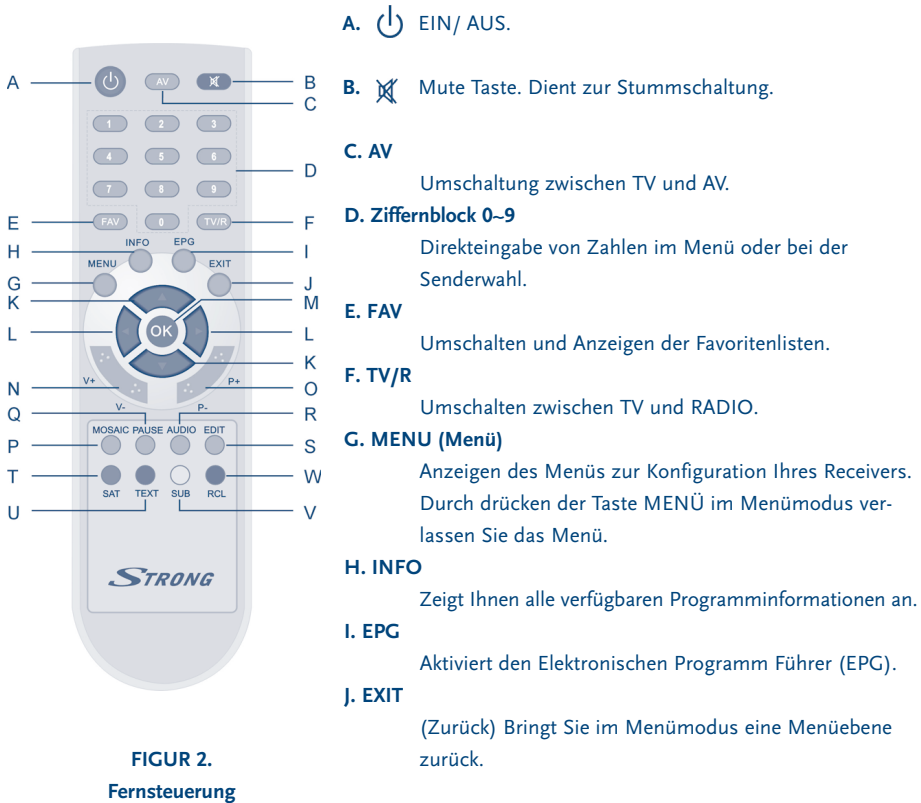 A
B
C
D
E
F
H
I
G
J
K
M
L
L
K
N
O
Q
R
P
S
T
W
U
V
AV
1 2 3
4 5 6
7 8 9
FAV 0 TV/R
INFO EPG
MENU EXIT
OK
V+ P+
V- P-
MOSAIC PAUSE AUDIO EDIT
SAT TEXT SUB RCL
STRONG
FIGUR 2.
Fernsteuerung
A. EIN/ AUS.
B. Mute Taste. Dient zur Stummschaltung.
C. AV
Umschaltung zwischen TV und AV.
D. Ziffernblock 0~9
Direkteingabe von Zahlen im Menü oder bei der
Senderwahl.
E. FAV
Umschalten und Anzeigen der Favoritenlisten.
F. TV/R
Umschalten zwischen TV und RADIO.
G. MENU (Menü)
Anzeigen des Menüs zur Konfiguration Ihres Receivers.
Durch drücken der Taste MENÜ im Menümodus ver-
lassen Sie das Menü.
H. INFO
Zeigt Ihnen alle verfügbaren Programminformationen an.
I. EPG
Aktiviert den Elektronischen Programm Führer (EPG).
J. EXIT
(Zurück) Bringt Sie im Menümodus eine Menüebene
zurück.